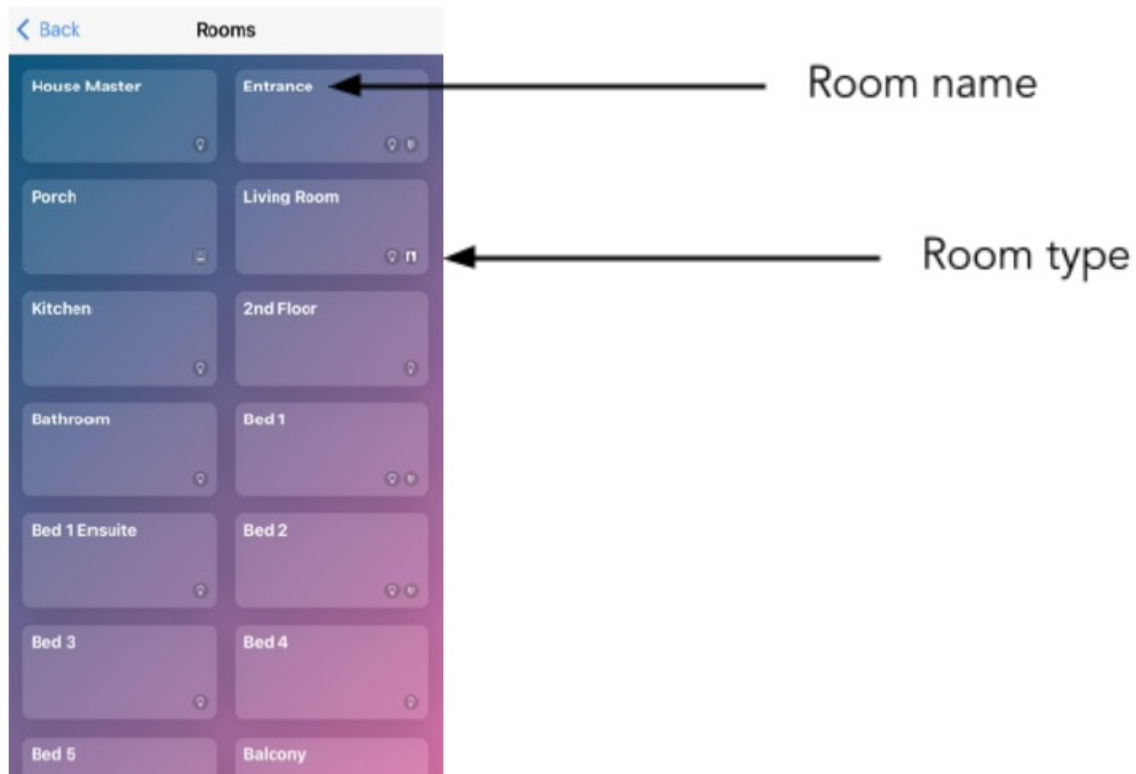 Back
Rooms
House Master
Entrance
Room name
Porch
Living Room
Room type
Kitchen
2nd Floor
Bathroom
Bed 1
Bed 1 Ensuite
Bed 2
Bed 3
Bed 4
Bed 5
Balcony